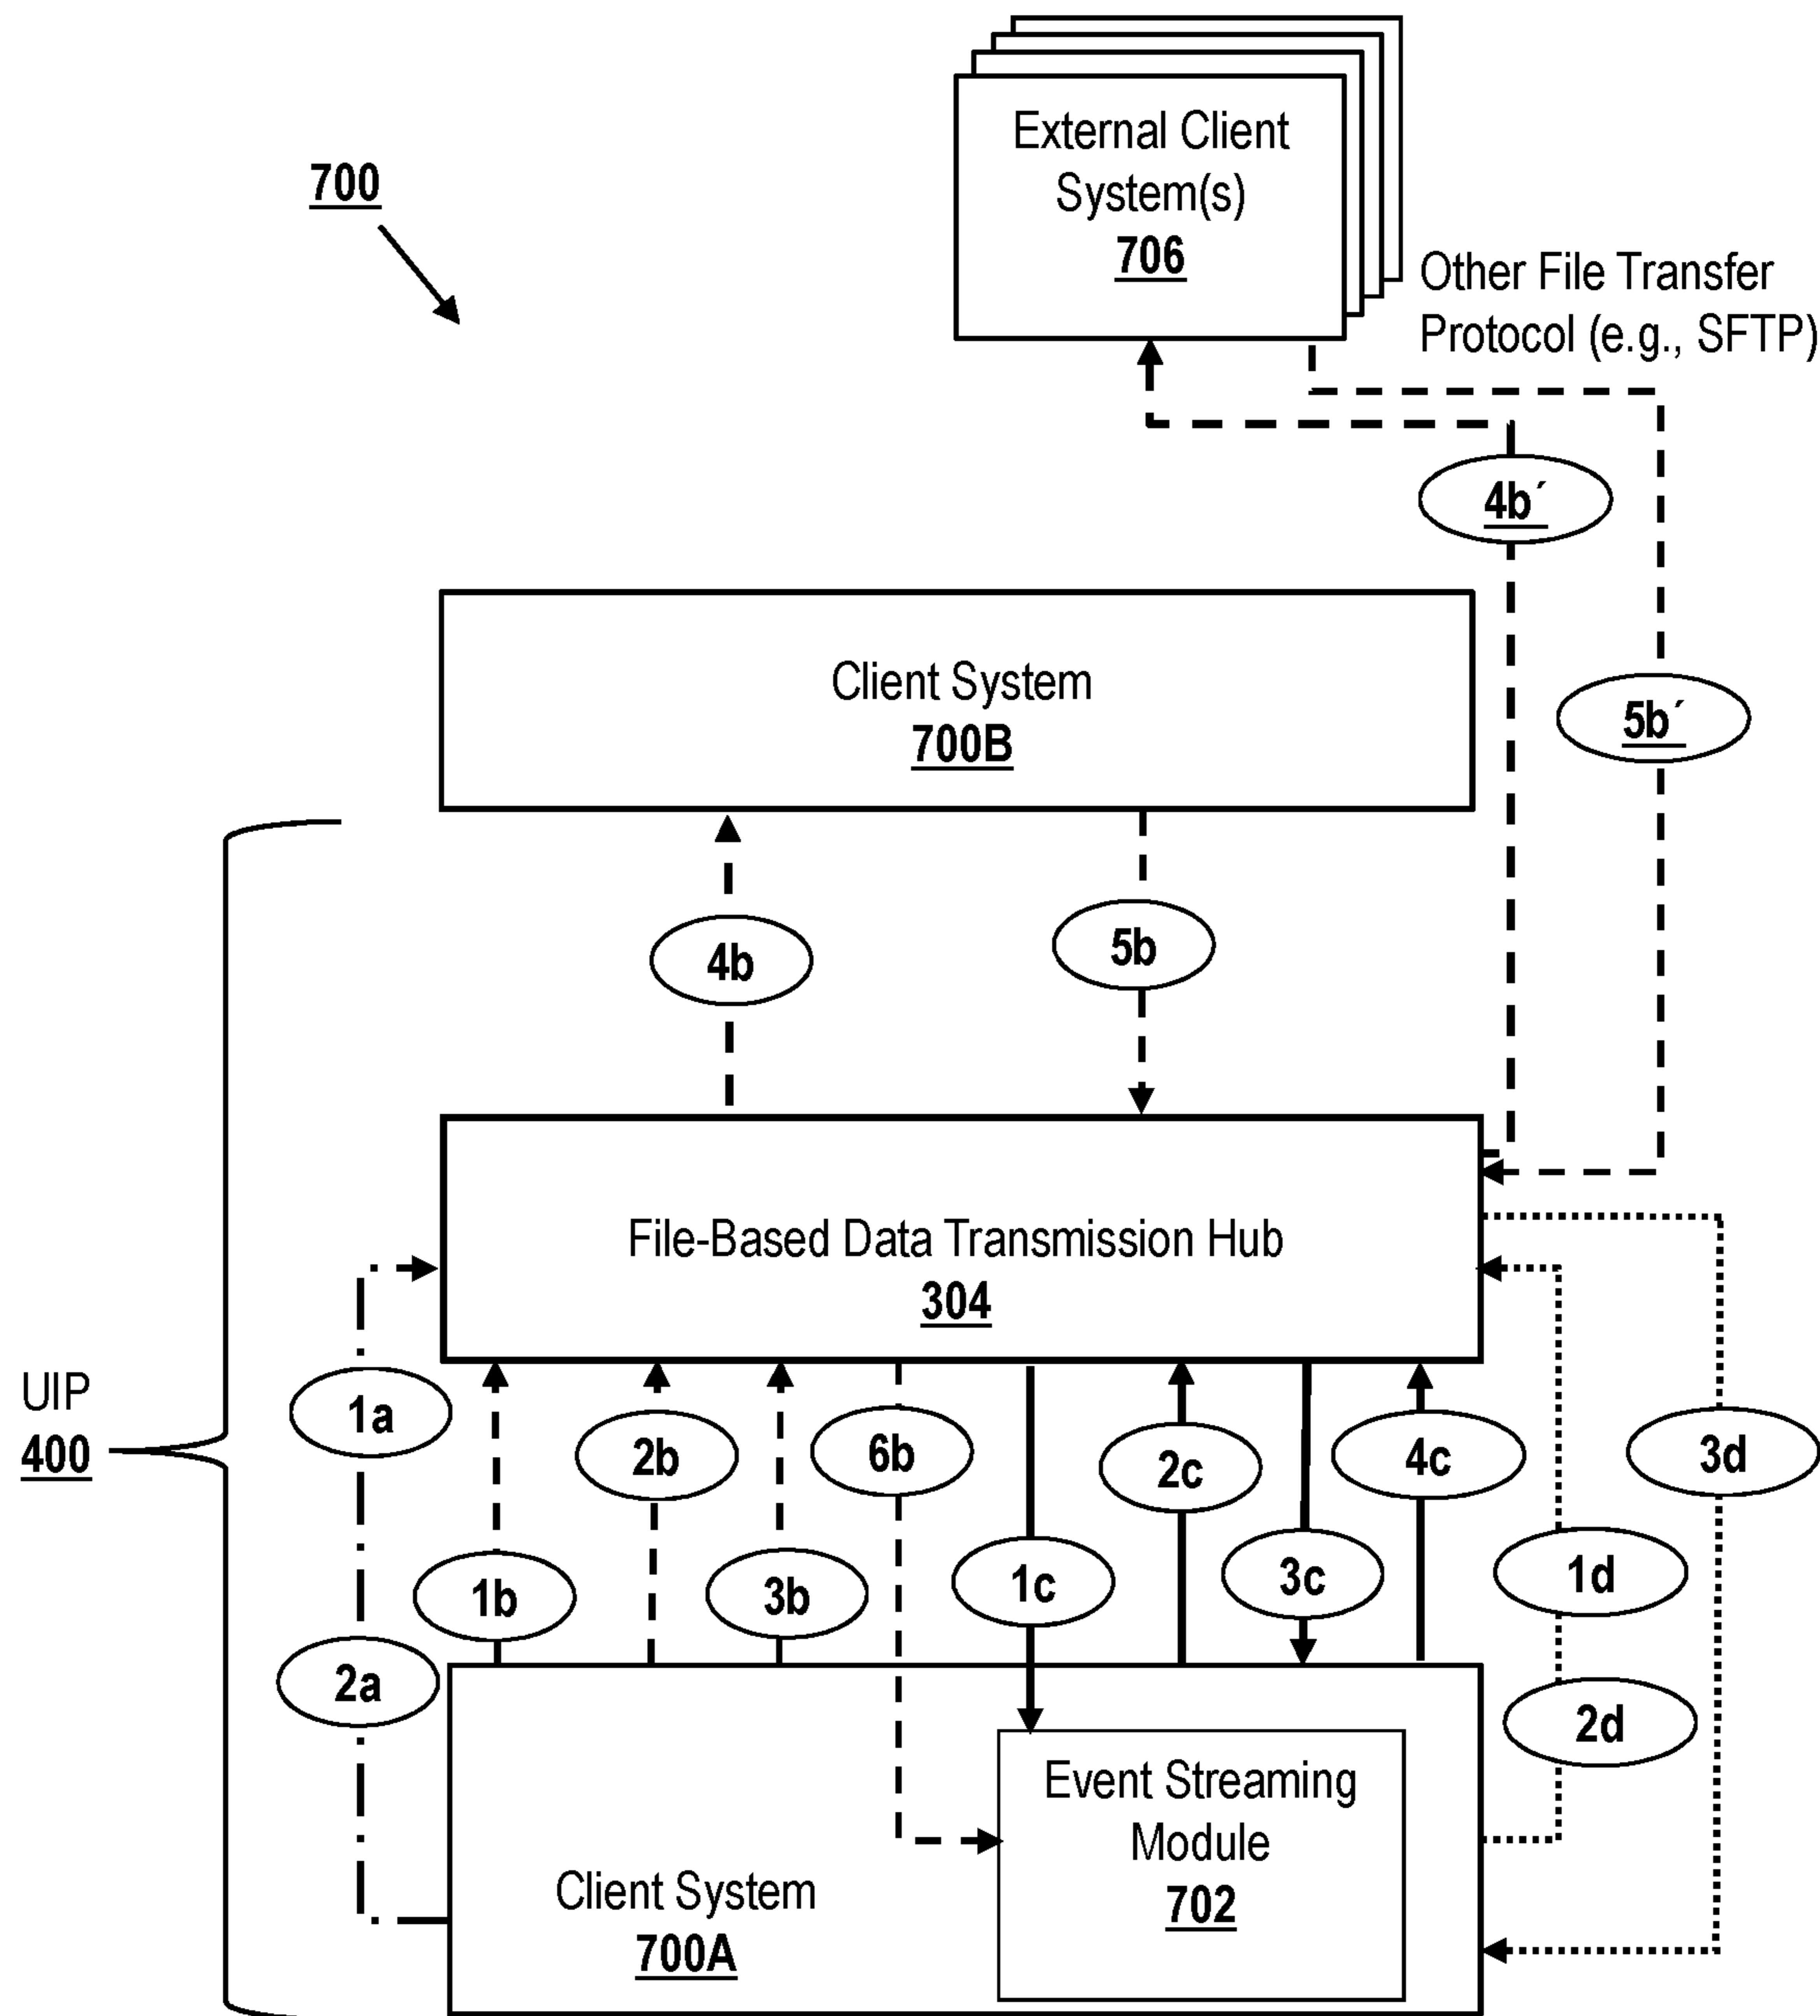 700
External Client
System(s)
706
Other File Transfer
Protocol (e.g., SFTP)
4b´
5b´
Client System
700B
4b
5b
File-Based Data Transmission Hub
304
UIP
400
1a
2a
1b
2b
3b
6b
1c
2c
3c
4c
1d
2d
3d
Event Streaming
Module
702
Client System
700A